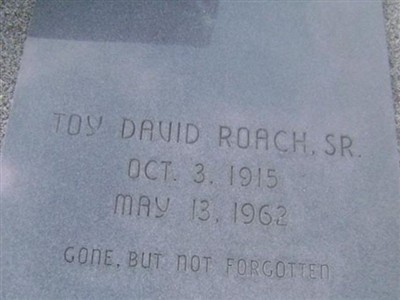 TOY DAVID ROACH, SR.
OCT. 3, 1915
MAY 13, 1962
GONE, BUT NOT FORGOTTEN